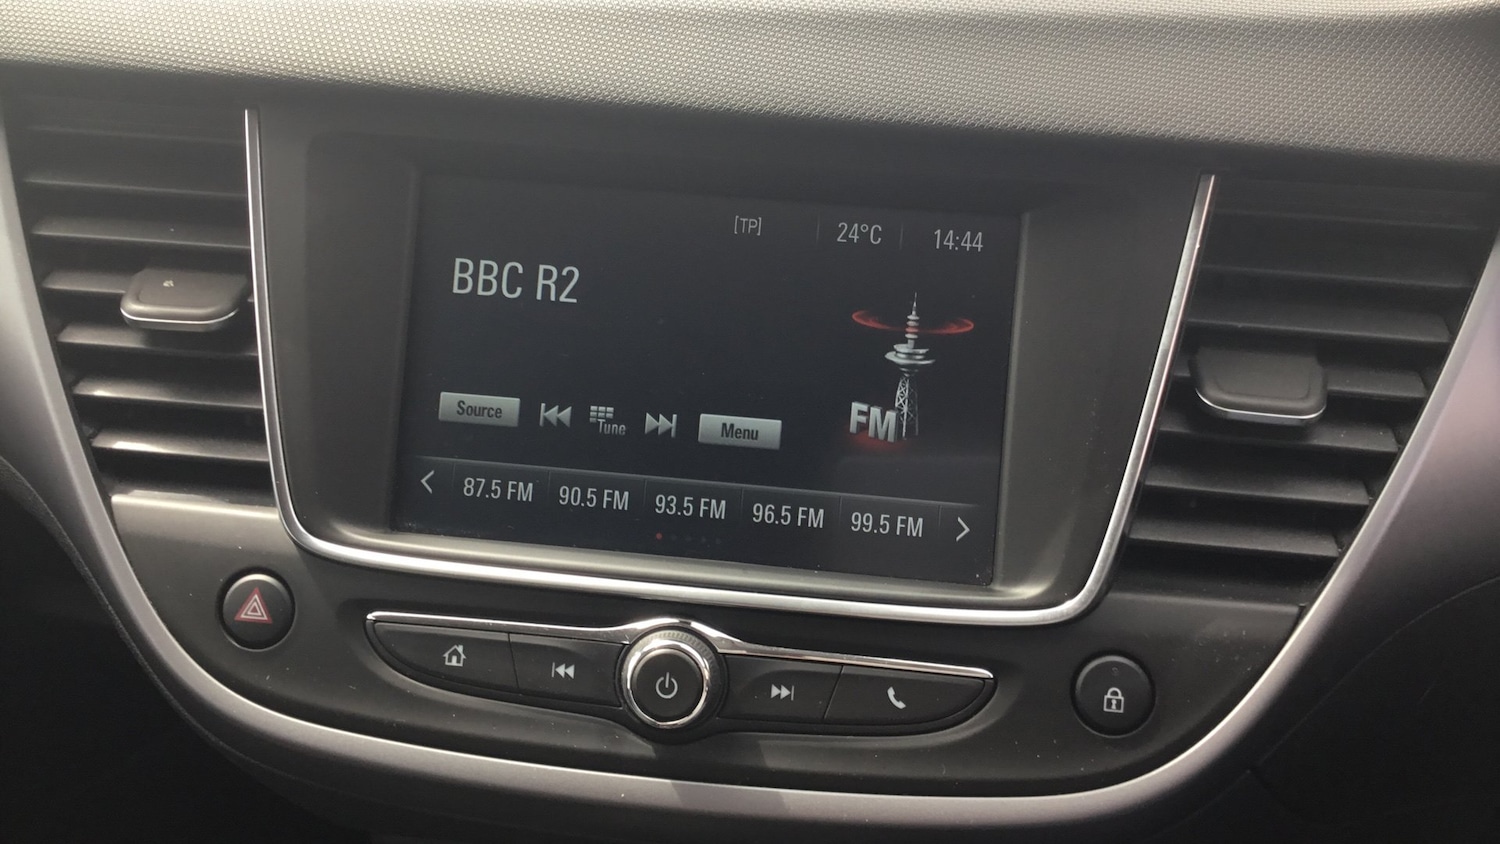 [TP] 24°C 14:44
BBC R2
Source Tune Menu
FM
87.5 FM 90.5 FM 93.5 FM 96.5 FM 99.5 FM